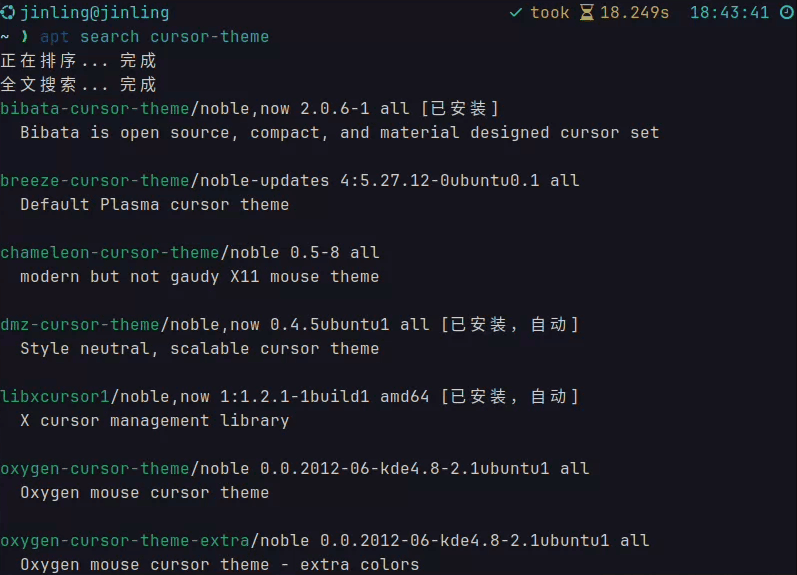 jinling@jinling ✓ took ⌛ 18.249s 18:43:41
~ ❯ apt search cursor-theme
正在排序... 完成
全文搜索... 完成
bibata-cursor-theme/noble,now 2.0.6-1 all [已安装]
Bibata is open source, compact, and material designed cursor set
breeze-cursor-theme/noble-updates 4:5.27.12-0ubuntu0.1 all
Default Plasma cursor theme
chameleon-cursor-theme/noble 0.5-8 all
modern but not gaudy X11 mouse theme
dmz-cursor-theme/noble,now 0.4.5ubuntu1 all [已安装，自动]
Style neutral, scalable cursor theme
libxcursor1/noble,now 1:1.2.1-1build1 amd64 [已安装，自动]
X cursor management library
oxygen-cursor-theme/noble 0.0.2012-06-kde4.8-2.1ubuntu1 all
Oxygen mouse cursor theme
oxygen-cursor-theme-extra/noble 0.0.2012-06-kde4.8-2.1ubuntu1 all
Oxygen mouse cursor theme - extra colors